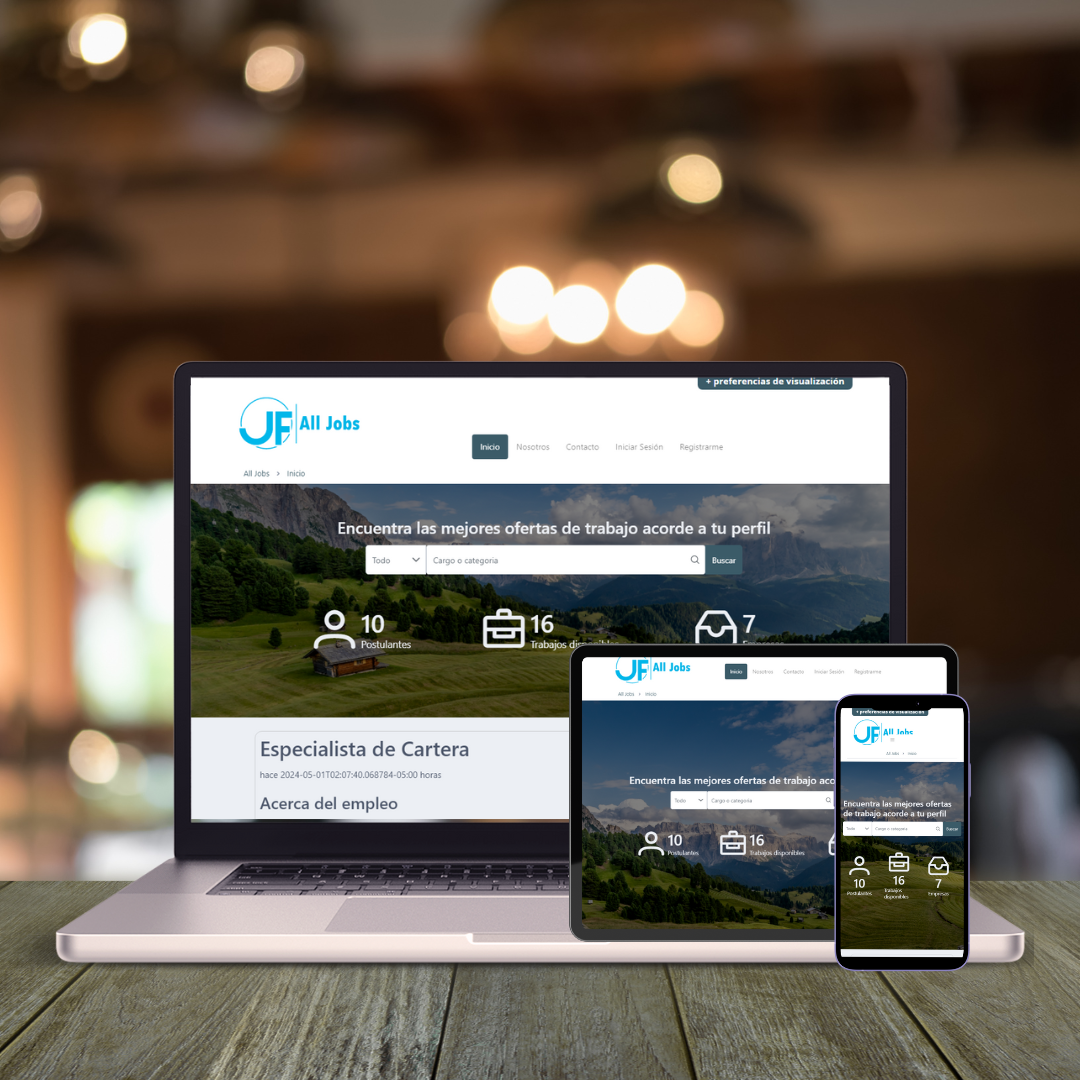 + preferencias de visualización
JF All Jobs
Inicio Nosotros Contacto Iniciar Sesión Registrarme
All Jobs > Inicio
Encuentra las mejores ofertas de trabajo acorde a tu perfil
Todo Cargo o categoria Buscar
10 16 7
Postulantes Trabajos
Especialista de Cartera
hace 2024-05-01T02:07:40.068784-05:00 horas
Acerca del empleo
JF All Jobs
Inicio Nosotros Contacto Iniciar Sesión Registrarme
All Jobs > Inicio
Encuentra las mejores ofertas de trabajo aco
Todo Cargo o categoria
10 16
Postulantes Trabajos disponibles
+ preferencias de visualización
JF All Jobs
All Jobs > Inicio
Encuentra las mejores ofertas
de trabajo acorde a tu perfil
Todo Cargo o categoria Buscar
10 16 7
Postulantes Trabajos Empresas
disponibles